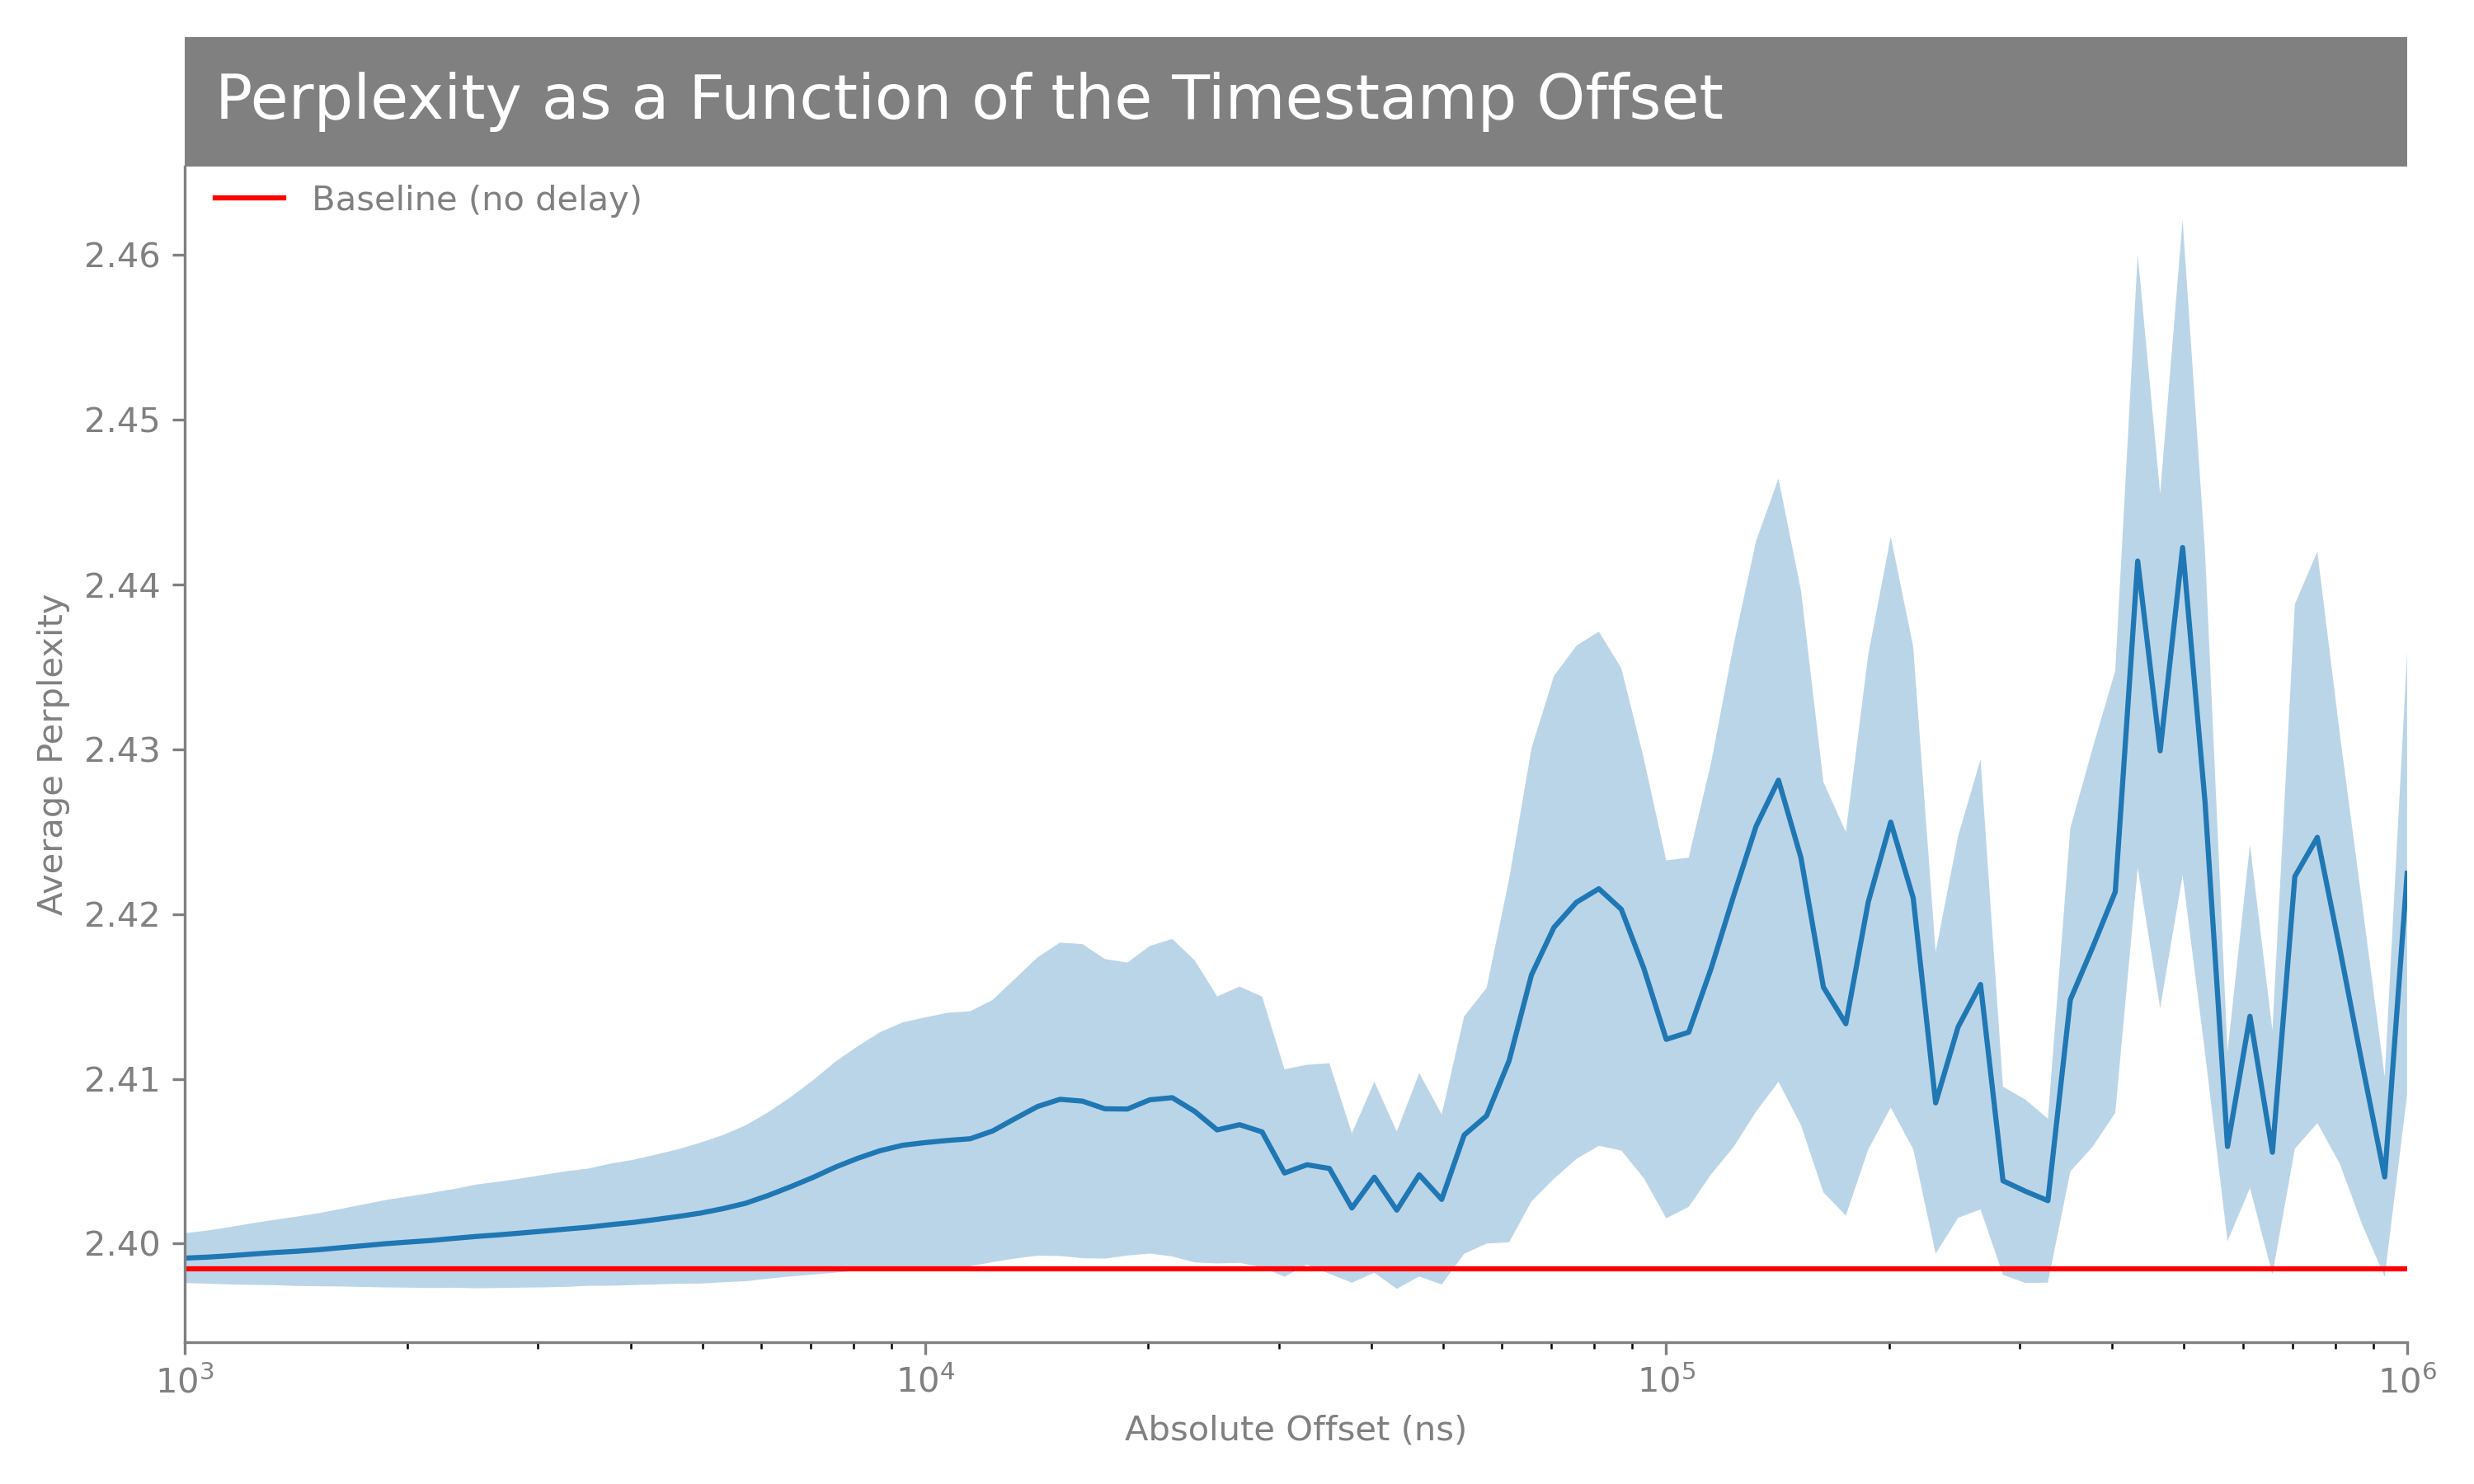 Perplexity as a Function of the Timestamp Offset
Baseline (no delay)
Average Perplexity
2.46
2.45
2.44
2.43
2.42
2.41
2.40
10³
10⁴
10⁵
10⁶
Absolute Offset (ns)